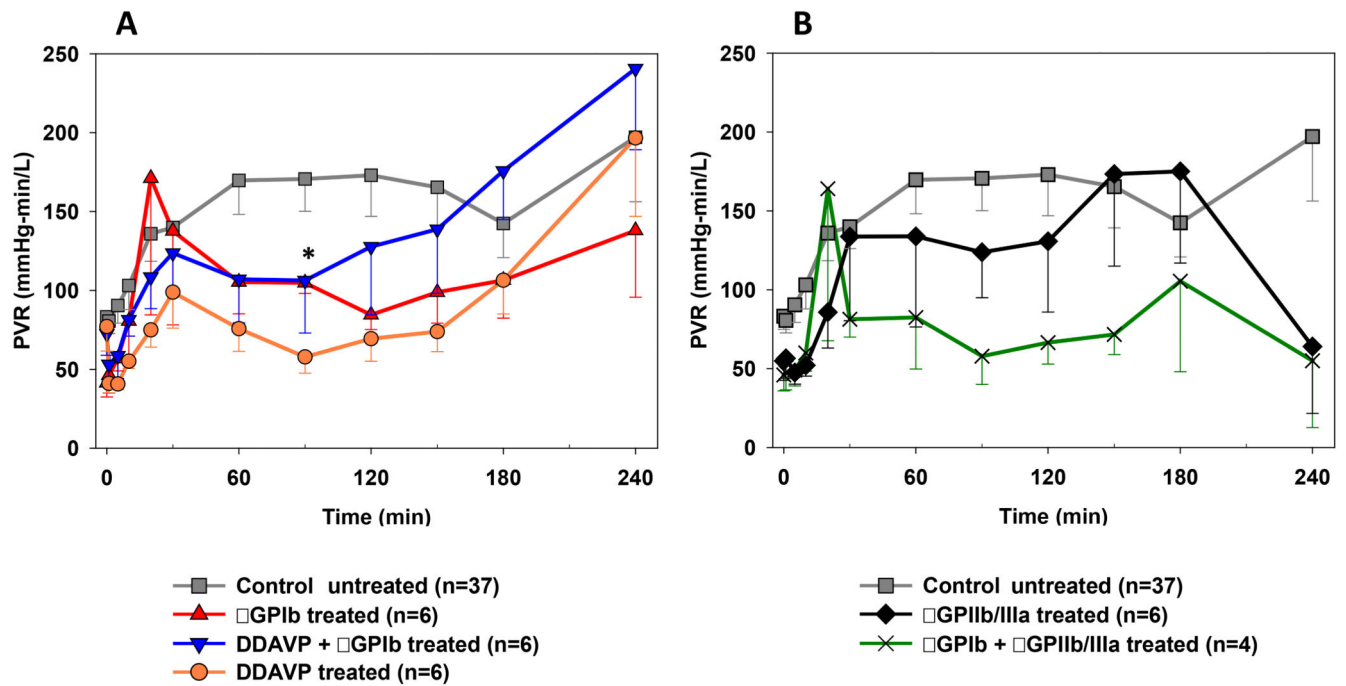 A
B
PVR (mmHg-min/L)
250
200
150
100
50
0
*
0 60 120 180 240
Time (min)
PVR (mmHg-min/L)
250
200
150
100
50
0
0 60 120 180 240
Time (min)
Control untreated (n=37)
□GPIb treated (n=6)
DDAVP + □GPIb treated (n=6)
DDAVP treated (n=6)
Control untreated (n=37)
□GPIIb/IIIa treated (n=6)
□GPIb + □GPIIb/IIIa treated (n=4)